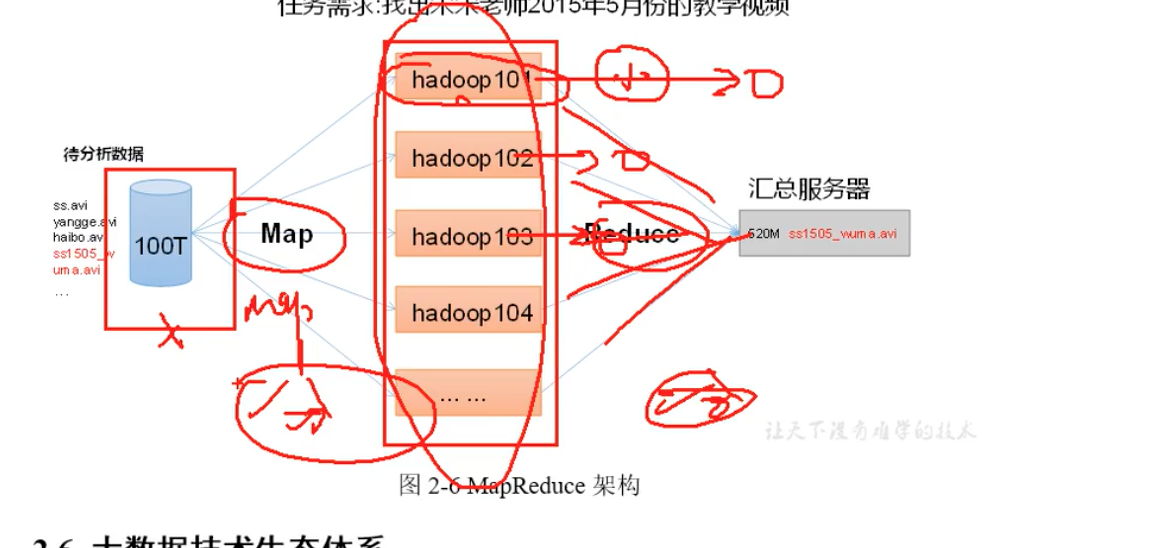 任务需求:找出宋宋老师2015年5月份的教学视频
待分析数据
ss.avi
yangge.avi
haibo.avi
ss1505_w
uma.avi
...
100T
Map
hadoop101
hadoop102
hadoop103
hadoop104
... ...
Reduce
汇总服务器
520M ss1505_wuma.avi
Map
让天下没有难学的技术
图 2-6 MapReduce 架构
2.6 大数据技术生态体系